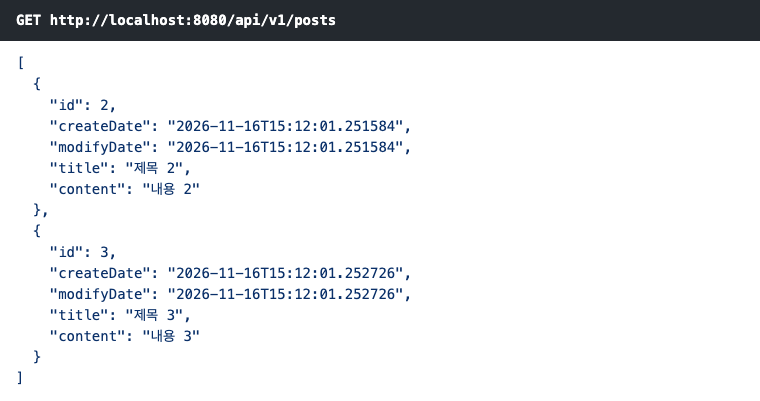 GET http://localhost:8080/api/v1/posts
[
  {
    "id": 2,
    "createDate": "2026-11-16T15:12:01.251584",
    "modifyDate": "2026-11-16T15:12:01.251584",
    "title": "제목 2",
    "content": "내용 2"
  },
  {
    "id": 3,
    "createDate": "2026-11-16T15:12:01.252726",
    "modifyDate": "2026-11-16T15:12:01.252726",
    "title": "제목 3",
    "content": "내용 3"
  }
]